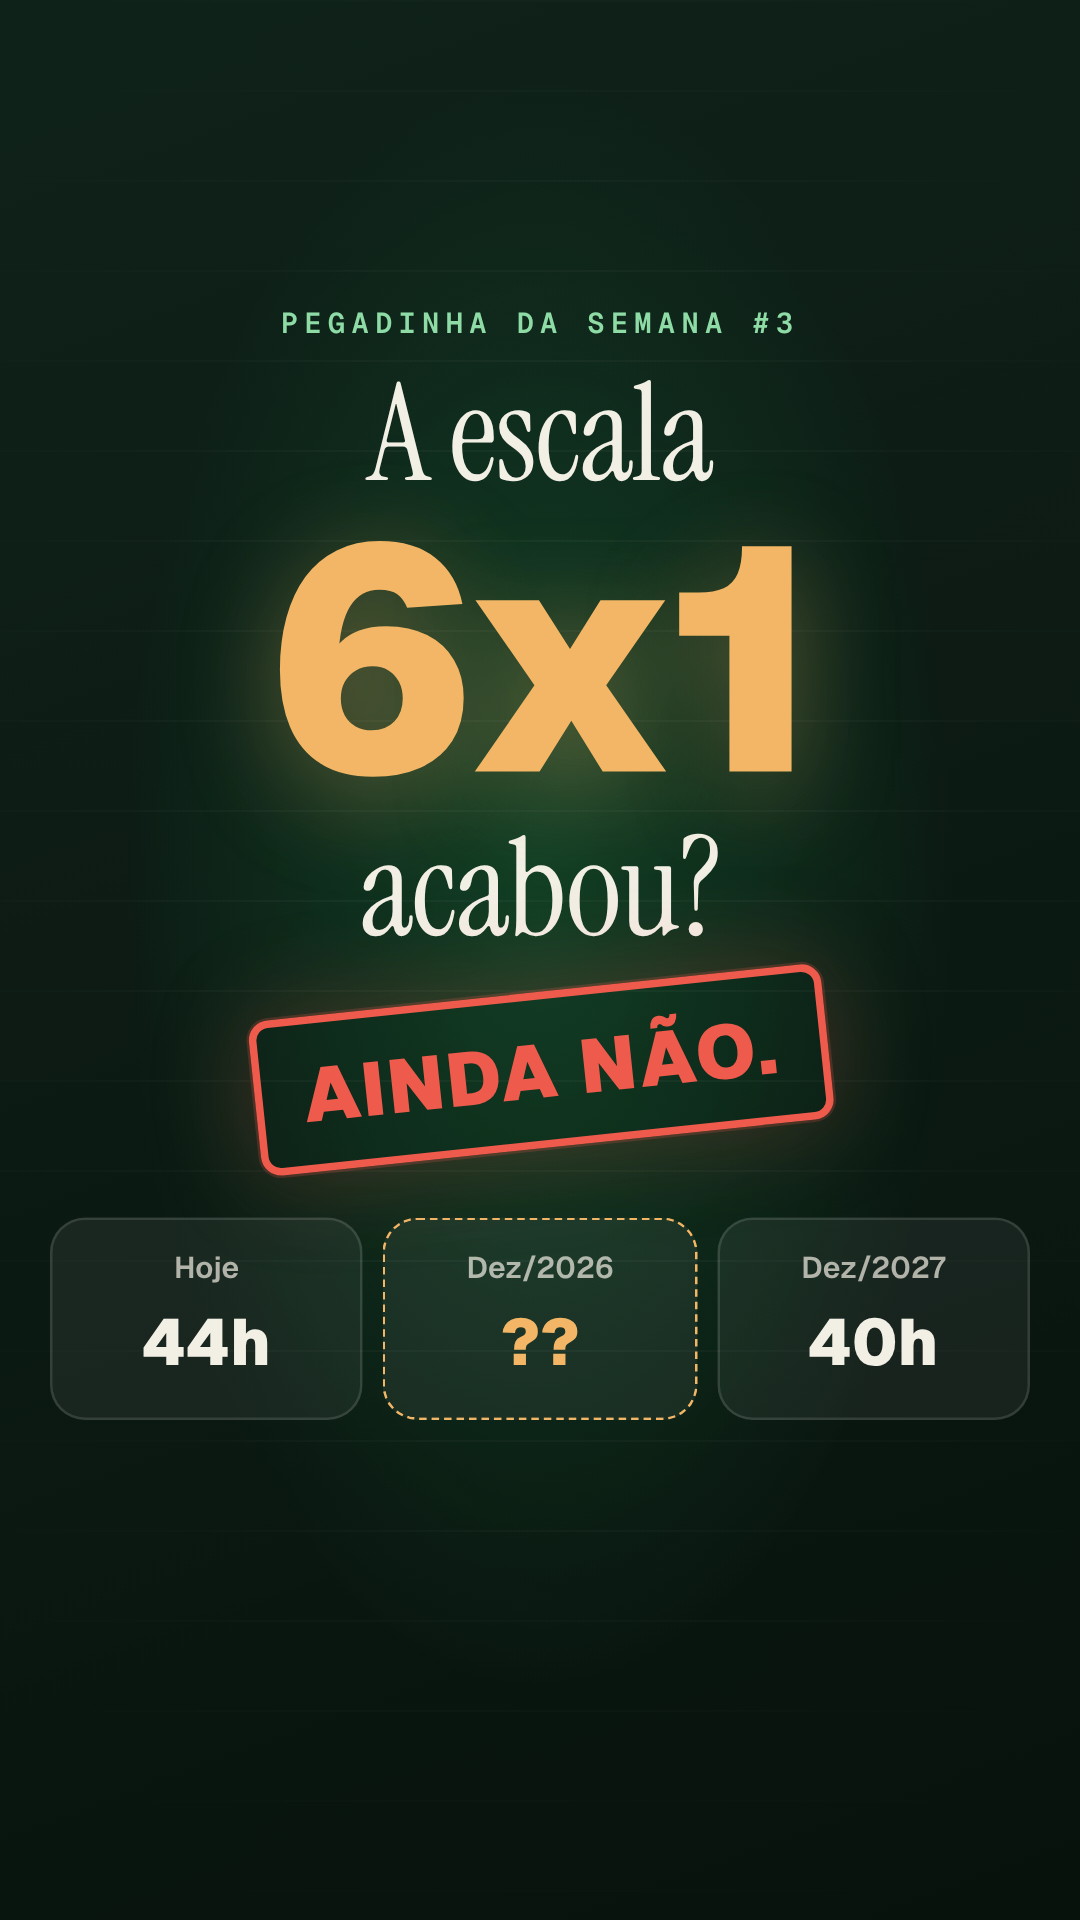 PEGADINHA DA SEMANA #3
A escala
6x1
acabou?
AINDA NÃO.
Hoje
44h
Dez/2026
??
Dez/2027
40h